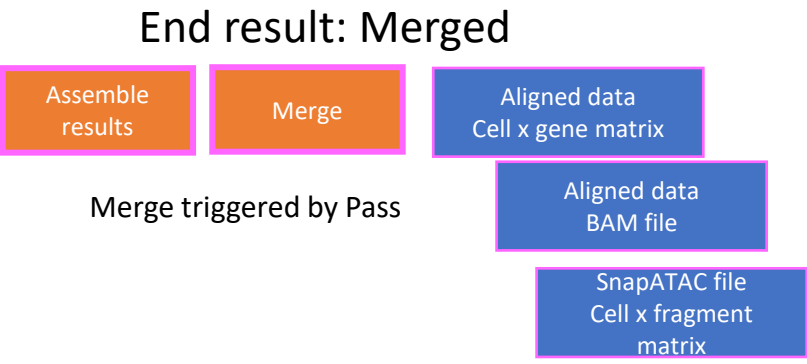 End result: Merged
Assemble
results
Merge
Aligned data
Cell x gene matrix
Merge triggered by Pass
Aligned data
BAM file
SnapATAC file
Cell x fragment
matrix